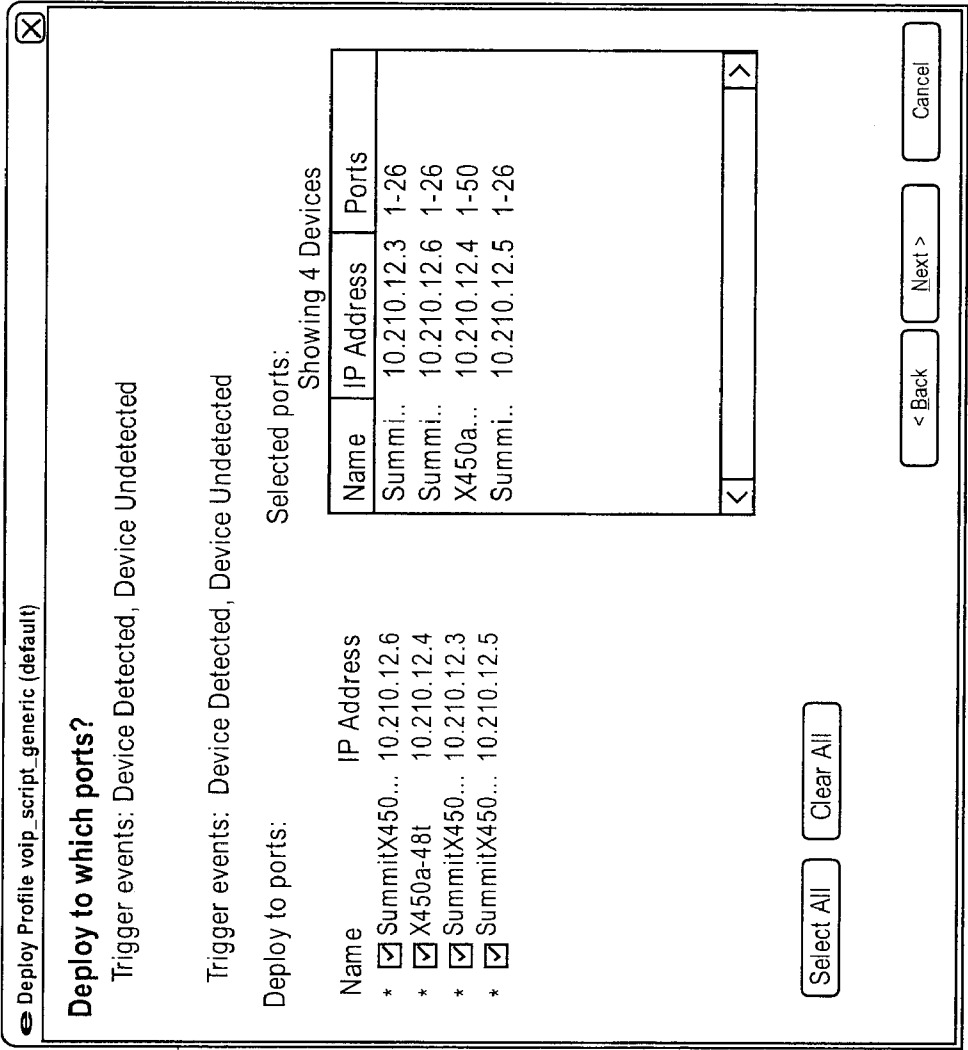 Deploy Profile voip_script_generic (default)
Deploy to which ports?
Trigger events: Device Detected, Device Undetected
Trigger events: Device Detected, Device Undetected
Deploy to ports:
Name IP Address
* SummitX450... 10.210.12.6
* X450a-48t 10.210.12.4
* SummitX450... 10.210.12.3
* SummitX450... 10.210.12.5
Select All
Clear All
Selected ports:
Showing 4 Devices
Name IP Address Ports
Summi.. 10.210.12.3 1-26
Summi.. 10.210.12.6 1-26
X450a... 10.210.12.4 1-50
Summi.. 10.210.12.5 1-26
< Back
Next >
Cancel